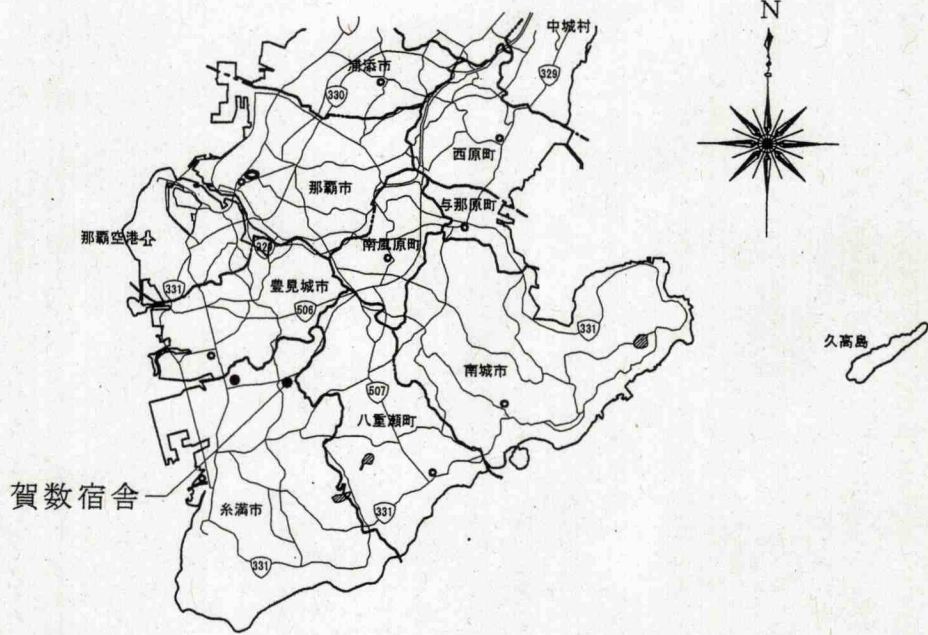 N
中城村
浦添市
329
330
西原町
那覇市
与那原町
那覇空港
329
南風原町
331
豊見城市
506
331
久高島
南城市
507
八重瀬町
賀数宿舎
糸満市
331
331